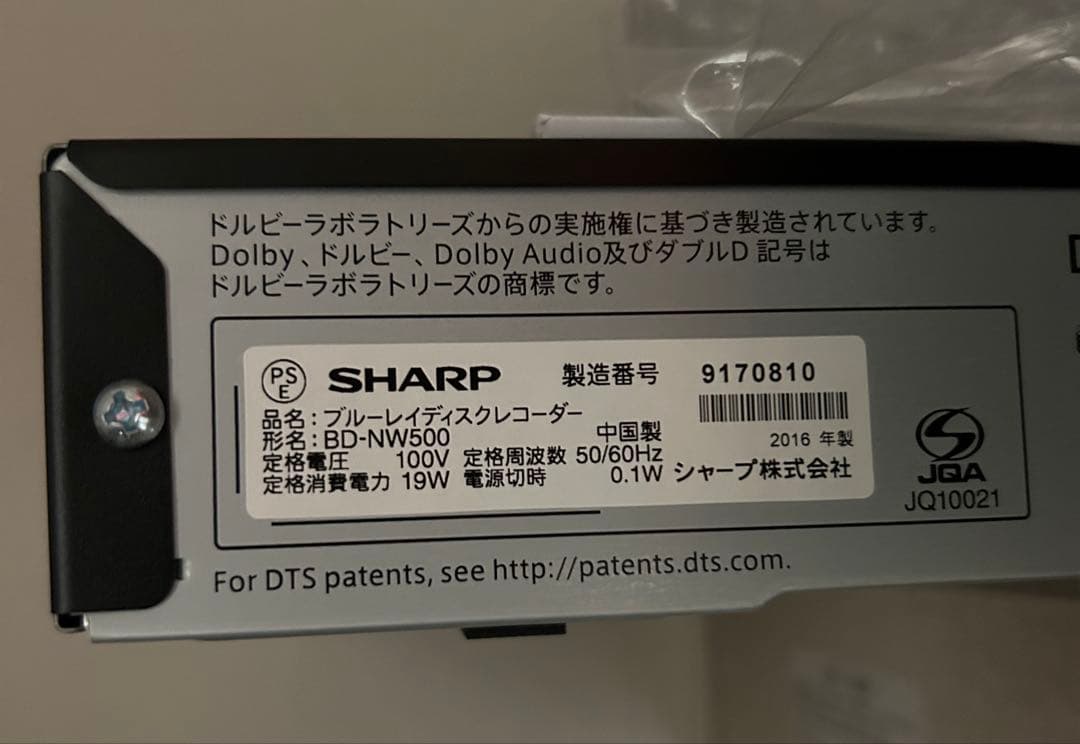 ドルビーラボラトリーズからの実施権に基づき製造されています。
Dolby、ドルビー、Dolby Audio及びダブルD 記号は
ドルビーラボラトリーズの商標です。
PS
E
SHARP 製造番号 9170810
品名：ブルーレイディスクレコーダー
形名：BD-NW500 中国製 2016 年製
定格電圧 100V 定格周波数 50/60Hz
定格消費電力 19W 電源切時 0.1W シャープ株式会社
JQA
JQ10021
For DTS patents, see http://patents.dts.com.